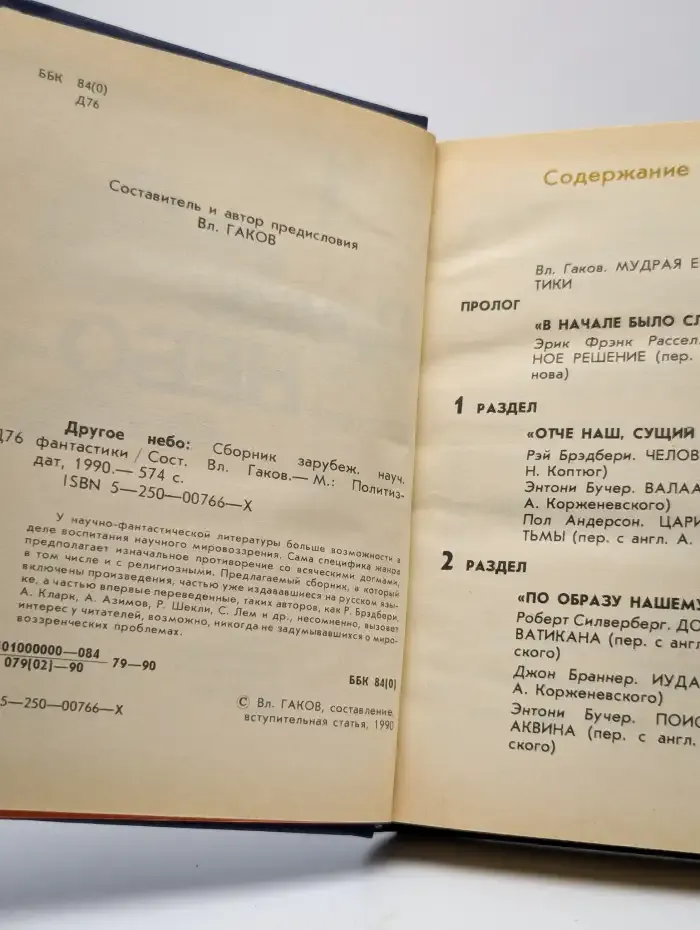 ББК 84(0)
Д76
Составитель и автор предисловия
Вл. ГАКОВ
Другое небо: Сборник зарубеж. науч.
Д76 фантастики / Сост. Вл. Гаков.— М.: Политиз-
дат, 1990.— 574 с.
ISBN 5—250—00766—X
У научно-фантастической литературы больше возможности в
деле воспитания научного мировоззрения. Сама специфика жанра
предполагает изначальное противоречие со всяческими догмами,
в том числе и с религиозными. Предлагаемый сборник, в который
включены произведения, частью уже издававшиеся на русском язы-
ке, а частью впервые переведенные, таких авторов, как Р. Брэдбери,
А. Кларк, А. Азимов, Р. Шекли, С. Лем и др., несомненно, вызовет
интерес у читателей, возможно, никогда не задумывавшихся о миро-
воззренческих проблемах.
01000000—084
079(02)—90
79—90
ББК 84(0)
5—250—00766—X
© Вл. ГАКОВ, составление,
вступительная статья, 1990
Содержание
Вл. Гаков. МУДРАЯ Е
ТИКИ
ПРОЛОГ
«В НАЧАЛЕ БЫЛО СЛ
Эрик Фрэнк Рассел.
НОЕ РЕШЕНИЕ (пер.
нова)
1 РАЗДЕЛ
«ОТЧЕ НАШ, СУЩИЙ
Рэй Брэдбери. ЧЕЛОВ
Н. Коптюг)
Энтони Бучер. ВАЛАА
А. Корженевского)
Пол Андерсон. ЦАРИ
ТЬМЫ (пер. с англ. А.
2 РАЗДЕЛ
«ПО ОБРАЗУ НАШЕМУ
Роберт Силверберг. ДО
ВАТИКАНА (пер. с англ
ского)
Джон Браннер. ИУДА
А. Корженевского)
Энтони Бучер. ПОИС
АКВИНА (пер. с англ.
ского)